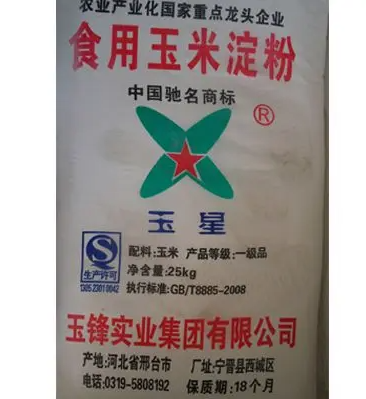 农业产业化国家重点龙头企业
食用玉米淀粉
中国驰名商标
®
玉星
配料:玉米 产品等级:一级品
净含量:25kg
执行标准:GB/T8885-2008
生产许可
1305 2301 0042
玉锋实业集团有限公司
产地:河北省邢台市 厂址:宁晋县西城区
电话:0319-5808192 保质期:18个月